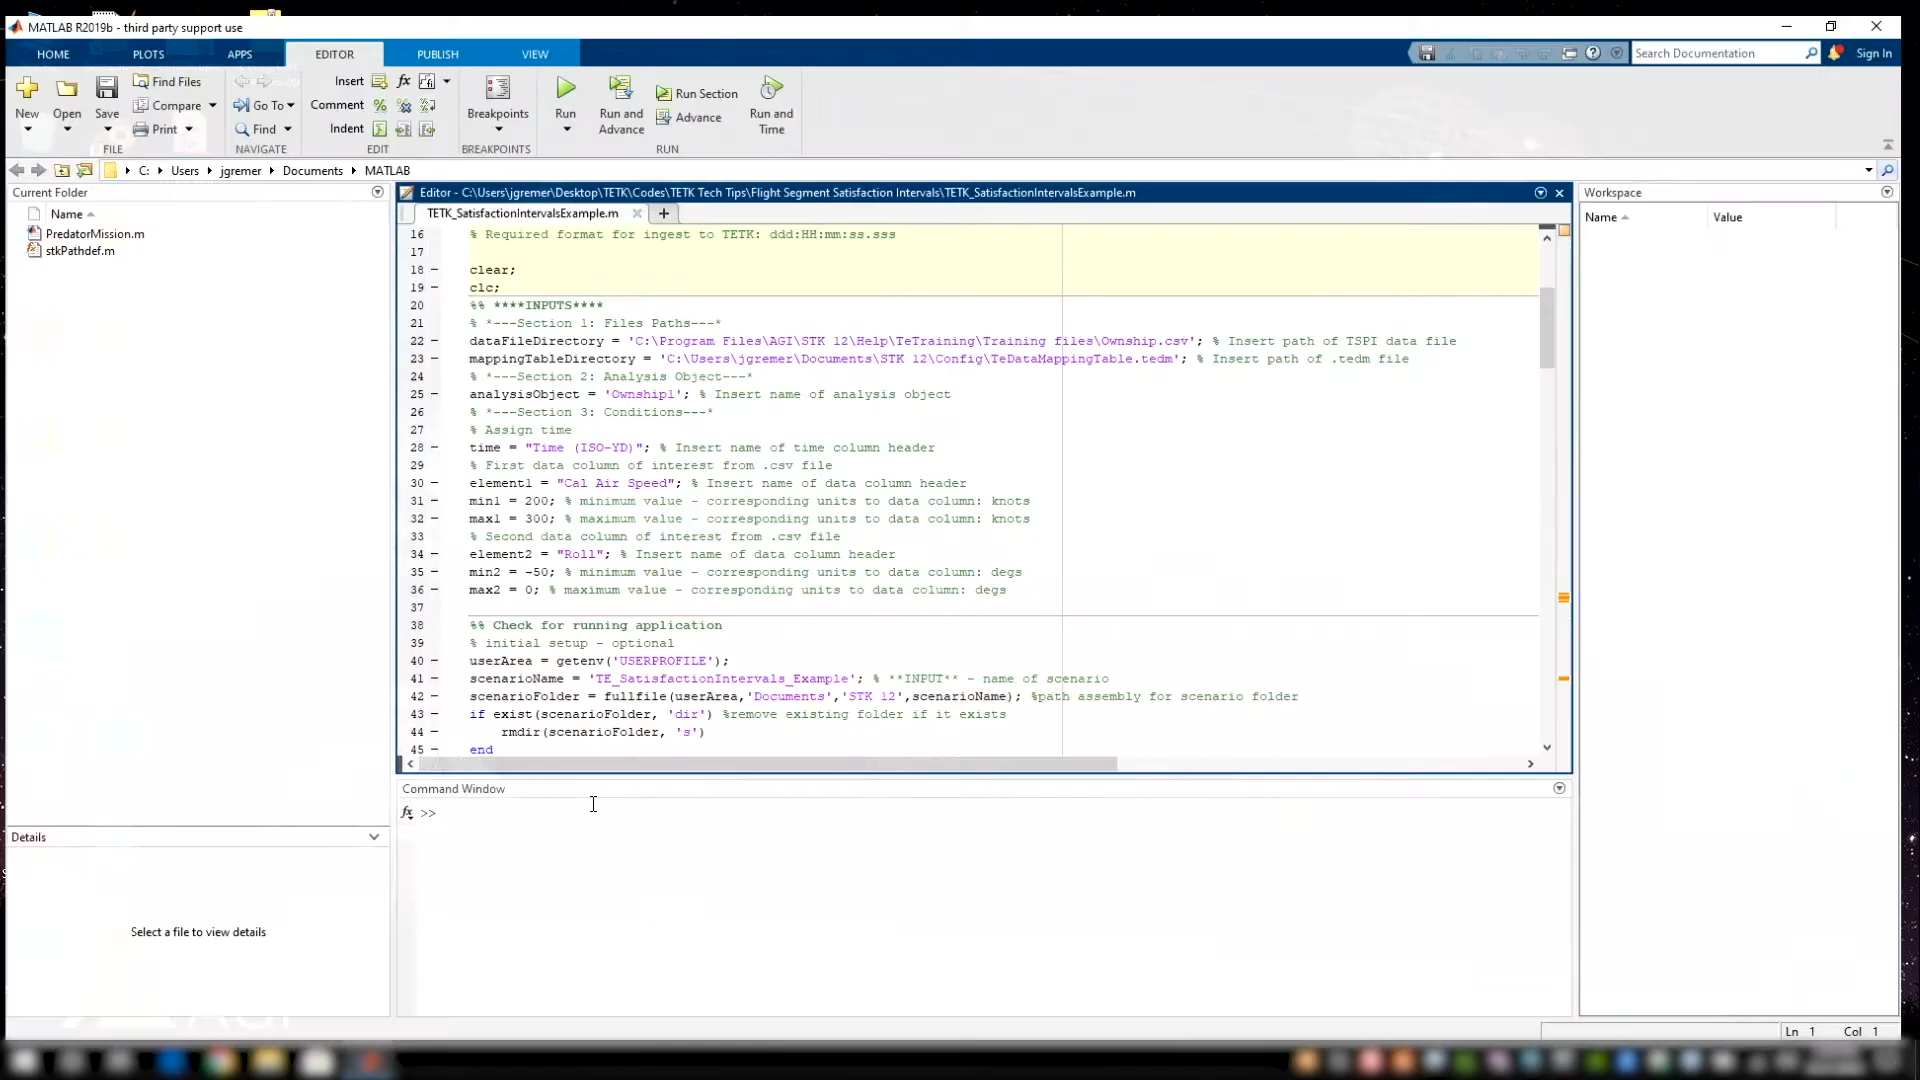 MATLAB R2019b - third party support use
HOME PLOTS APPS EDITOR PUBLISH VIEW Search Documentation Sign In
New Open Save Find Files Compare Print FILE
Go To Find NAVIGATE
Insert fx Comment Indent EDIT
Breakpoints BREAKPOINTS
Run Run and Advance Run Section Advance Run and Time RUN
C: Users jgremer Documents MATLAB
Current Folder
Name
PredatorMission.m
stkPathdef.m
Details
Select a file to view details
Editor - C:\Users\jgremer\Desktop\TETK\Codes\TETK Tech Tips\Flight Segment Satisfaction Intervals\TETK_SatisfactionIntervalsExample.m
TETK_SatisfactionIntervalsExample.m
16 % Required format for ingest to TETK: ddd:HH:mm:ss.sss
17
18 - clear;
19 - clc;
20 %% ****INPUTS****
21 % *---Section 1: Files Paths---*
22 - dataFileDirectory = 'C:\Program Files\AGI\STK 12\Help\TeTraining\Training files\Ownship.csv'; % Insert path of TSPI data file
23 - mappingTableDirectory = 'C:\Users\jgremer\Documents\STK 12\Config\TeDataMappingTable.tedm'; % Insert path of .tedm file
24 % *---Section 2: Analysis Object---*
25 - analysisObject = 'Ownship1'; % Insert name of analysis object
26 % *---Section 3: Conditions---*
27 % Assign time
28 - time = "Time (ISO-YD)"; % Insert name of time column header
29 % First data column of interest from .csv file
30 - element1 = "Cal Air Speed"; % Insert name of data column header
31 - min1 = 200; % minimum value - corresponding units to data column: knots
32 - max1 = 300; % maximum value - corresponding units to data column: knots
33 % Second data column of interest from .csv file
34 - element2 = "Roll"; % Insert name of data column header
35 - min2 = -50; % minimum value - corresponding units to data column: degs
36 - max2 = 0; % maximum value - corresponding units to data column: degs
37
38 %% Check for running application
39 % initial setup - optional
40 - userArea = getenv('USERPROFILE');
41 - scenarioName = 'TE_SatisfactionIntervals_Example'; % **INPUT** - name of scenario
42 - scenarioFolder = fullfile(userArea,'Documents','STK 12',scenarioName); %path assembly for scenario folder
43 - if exist(scenarioFolder, 'dir') %remove existing folder if it exists
44 - rmdir(scenarioFolder, 's')
45 - end
Command Window
fx >>
Workspace
Name Value
Ln 1 Col 1